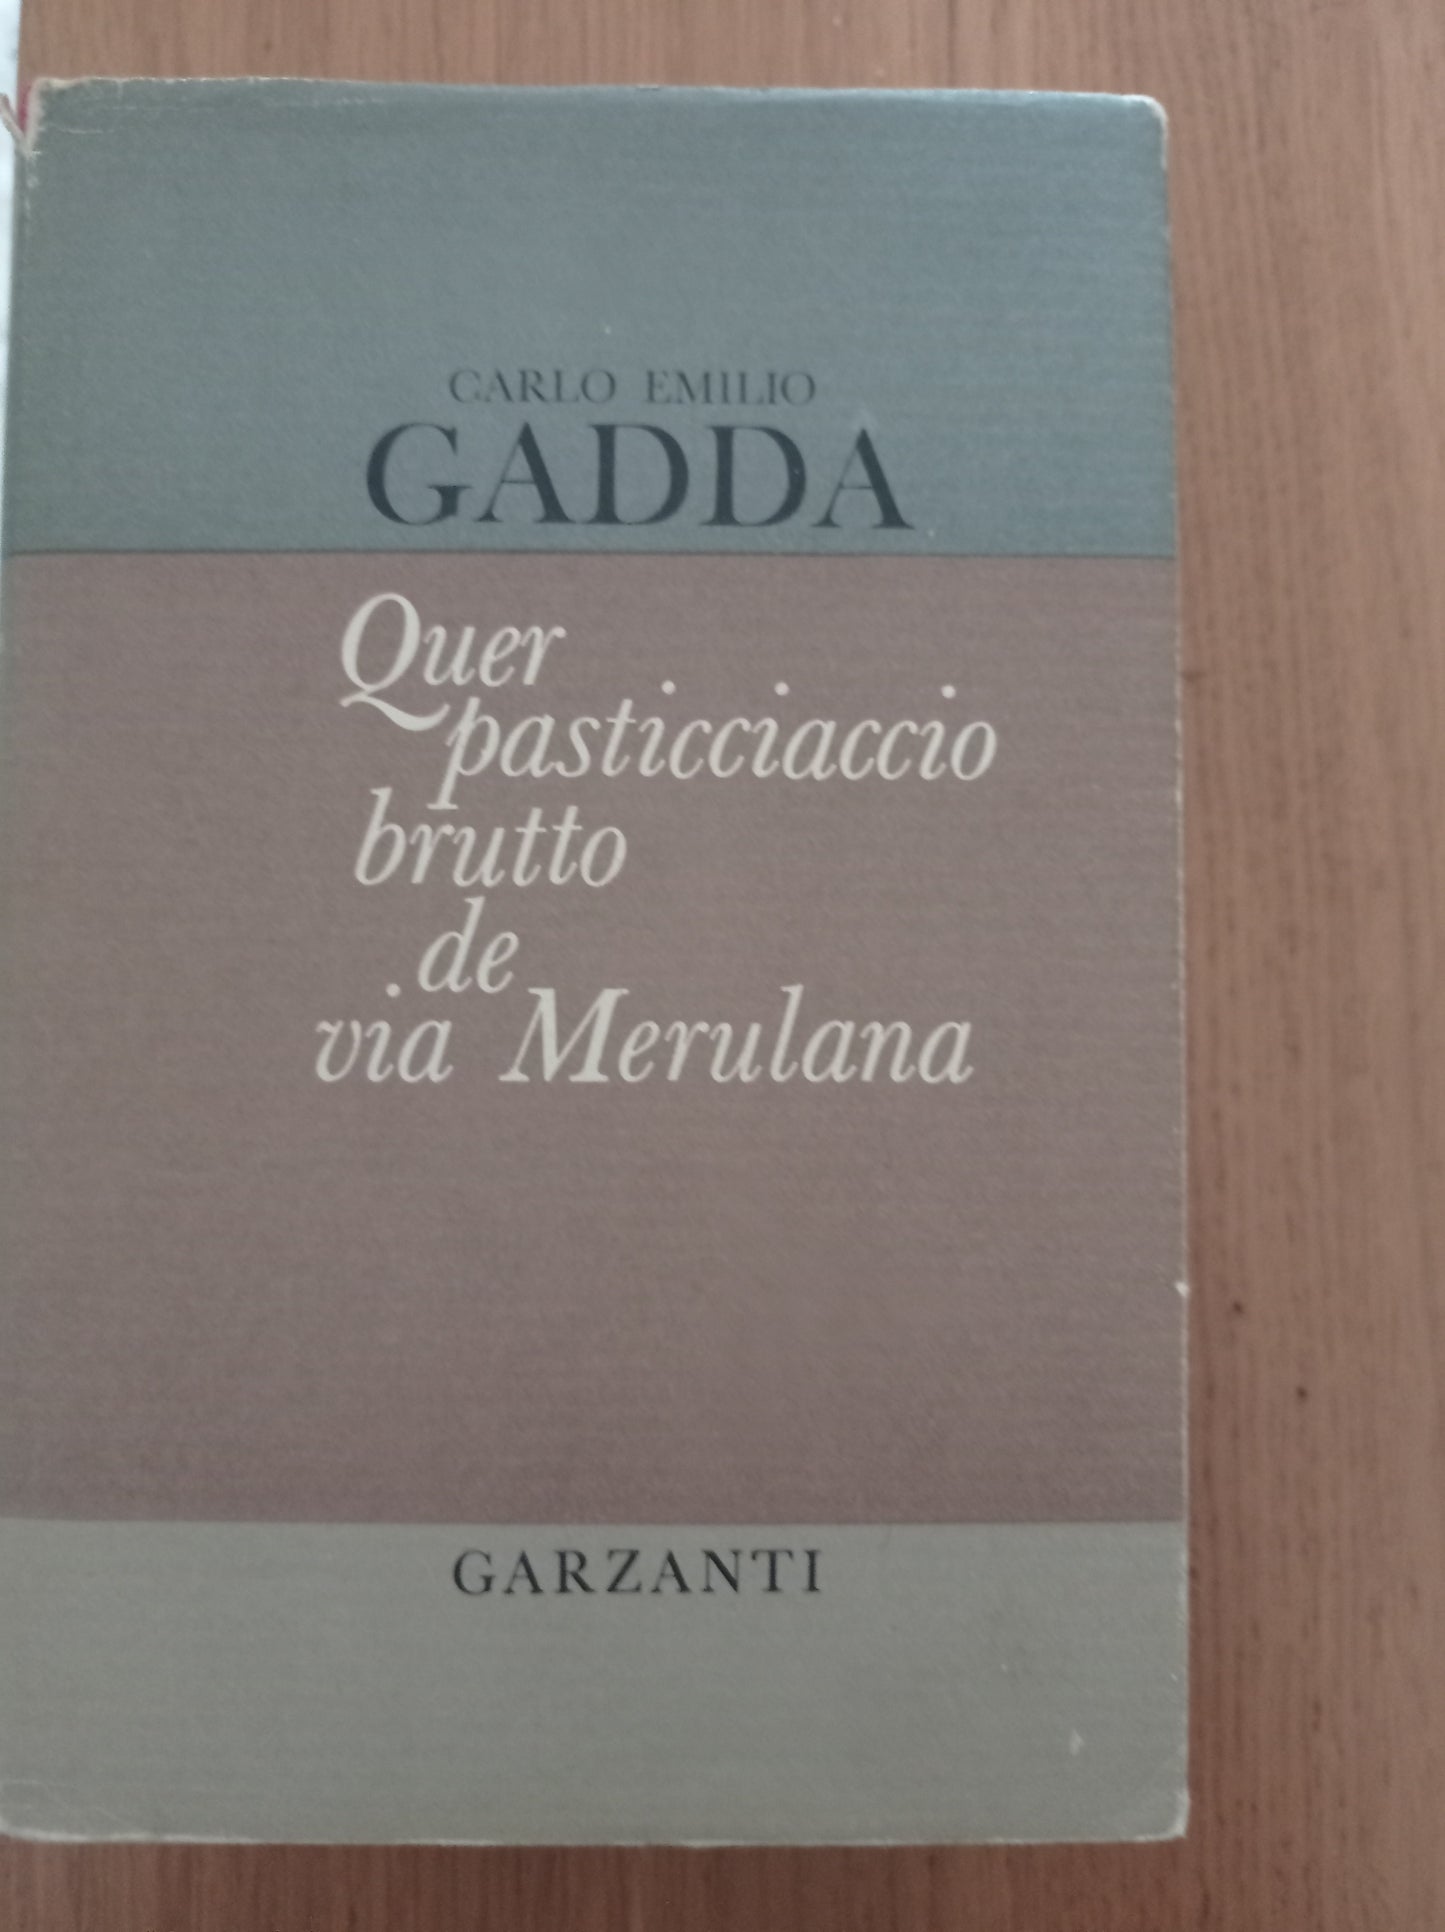 CARLO EMILIO
GADDA
Quer
pasticciaccio
brutto
de
via Merulana
GARZANTI